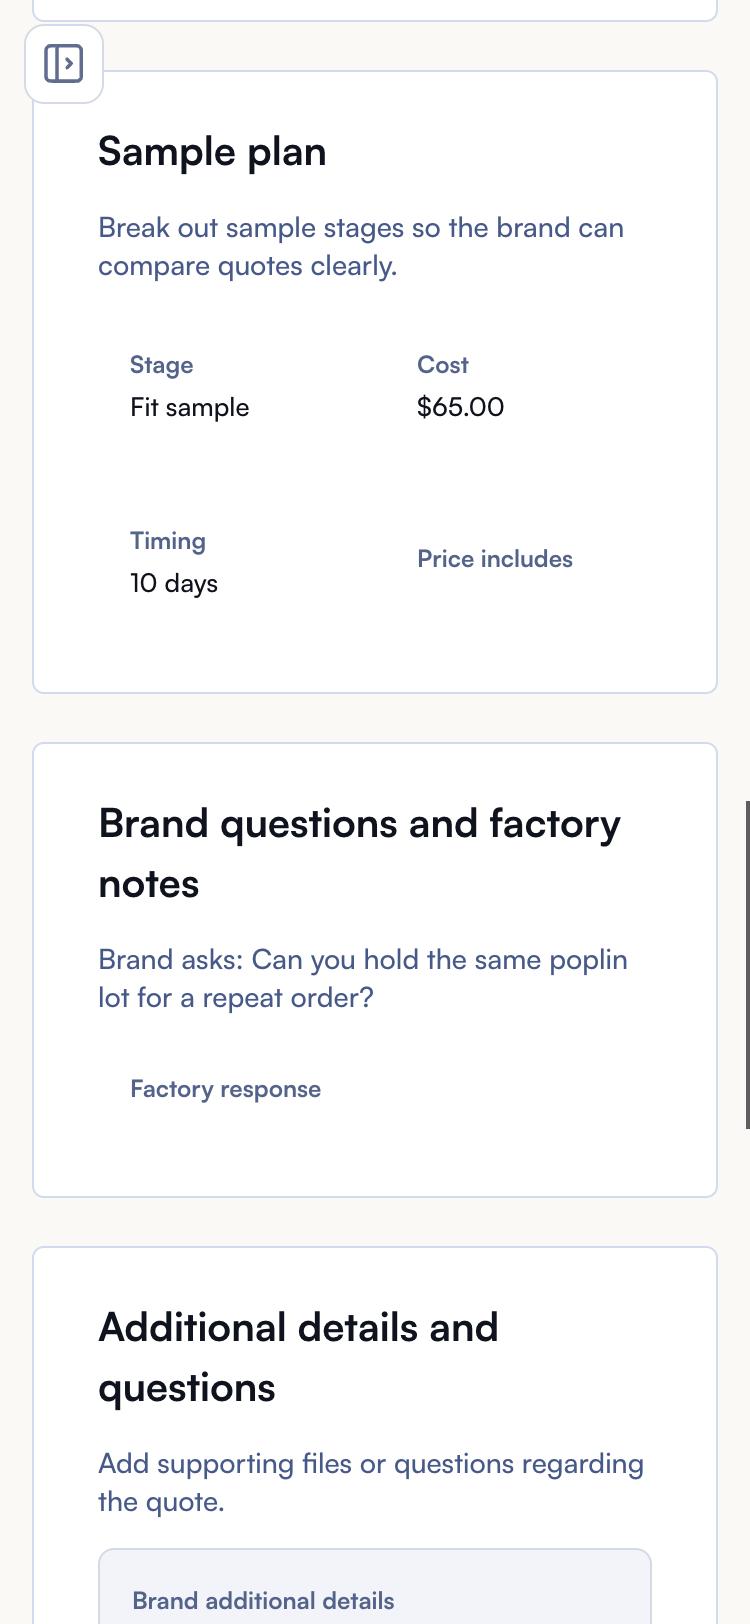 Sample plan
Break out sample stages so the brand can
compare quotes clearly.
Stage
Fit sample
Cost
$65.00
Timing
10 days
Price includes
Brand questions and factory
notes
Brand asks: Can you hold the same poplin
lot for a repeat order?
Factory response
Additional details and
questions
Add supporting files or questions regarding
the quote.
Brand additional details